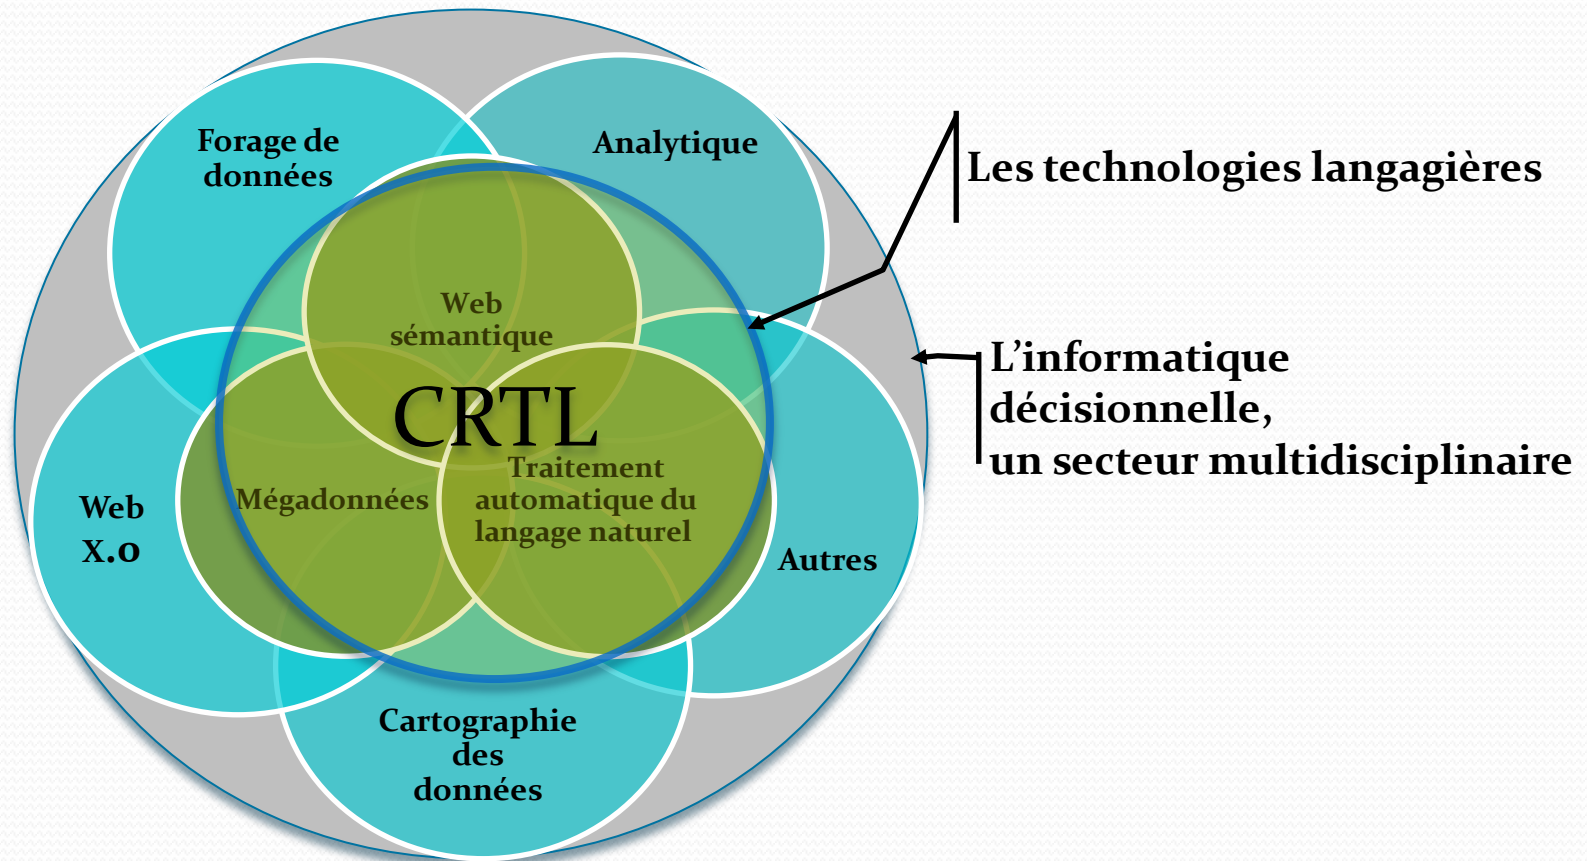 Forage de
données
Analytique
Les technologies langagières
Web
sémantique
L’informatique
décisionnelle,
un secteur multidisciplinaire
CRTL
Traitement
automatique du
langage naturel
Mégadonnées
Web
X.0
Autres
Cartographie
des
données